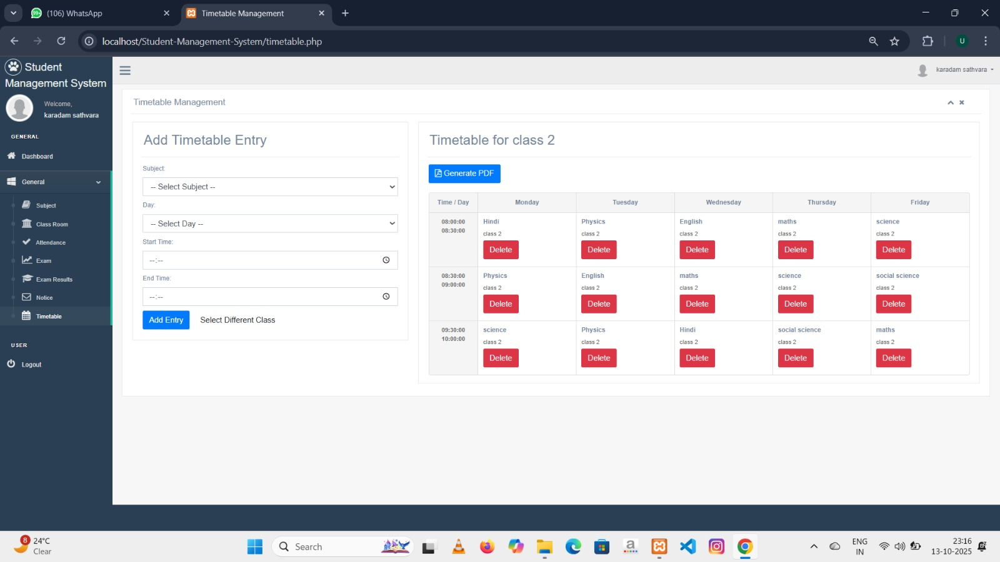 (106) WhatsApp
Timetable Management
localhost/Student-Management-System/timetable.php
U
Student
Management System
Welcome,
karadam sathvara
GENERAL
Dashboard
General
Subject
Class Room
Attendance
Exam
Exam Results
Notice
Timetable
USER
Logout
karadam sathvara
Timetable Management
Add Timetable Entry
Subject:
-- Select Subject --
Day:
-- Select Day --
Start Time:
--:--
End Time:
--:--
Add Entry Select Different Class
Timetable for class 2
Generate PDF
Time / Day Monday Tuesday Wednesday Thursday Friday
08:00:00 Hindi Physics English maths science
08:30:00 class 2 class 2 class 2 class 2 class 2
Delete Delete Delete Delete Delete
08:30:00 Physics English maths science social science
09:00:00 class 2 class 2 class 2 class 2 class 2
Delete Delete Delete Delete Delete
09:30:00 science Physics Hindi social science maths
10:00:00 class 2 class 2 class 2 class 2 class 2
Delete Delete Delete Delete Delete
8
24°C
Clear
Search
ENG
IN
23:16
13-10-2025